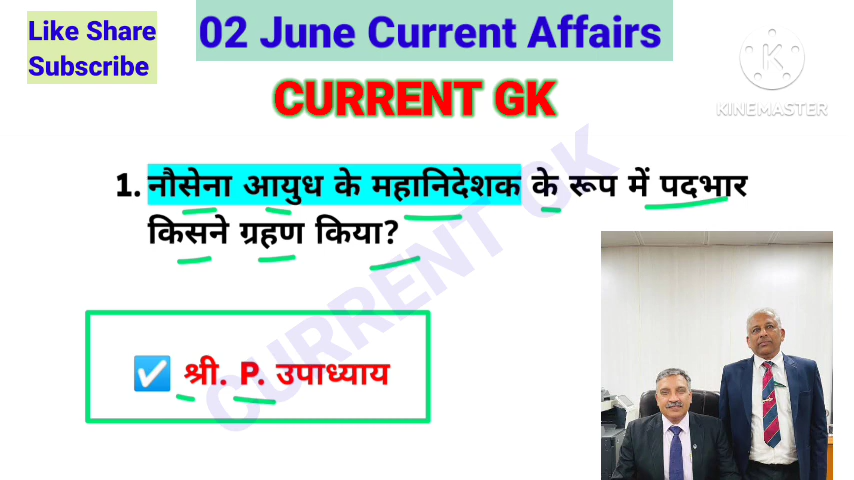 Like Share
Subscribe
02 June Current Affairs
CURRENT GK
K
KINEMASTER
1. नौसेना आयुध के महानिदेशक के रूप में पदभार
किसने ग्रहण किया?
✅ श्री. P. उपाध्याय
CURRENT GK